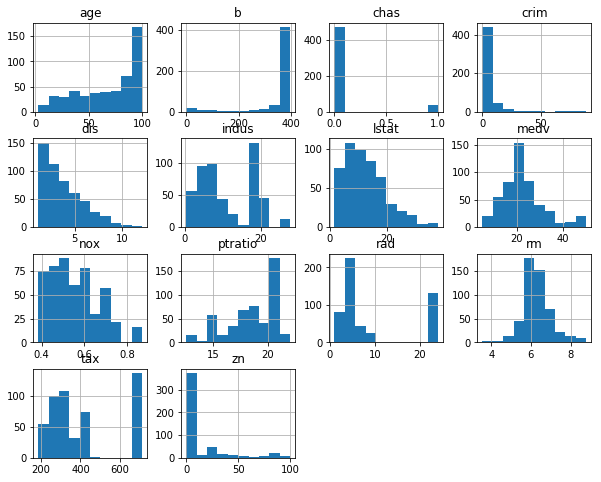 age b chas crim
150 100 50 0
0 50 100
400 200 0
0 200 400
400 200 0
0.0 0.5 1.0
400 200 0
0 50
dis indus lstat medv
150 100 50 0
5 10
100 50 0
0 20
100 50 0
20
150 100 50 0
20 40
nox ptratio rad rm
75 50 25 0
0.4 0.6 0.8
150 100 50 0
15 20
200 100 0
0 10 20
150 100 50 0
4 6 8
tax zn
100 50 0
200 400 600
300 200 100 0
0 50 100